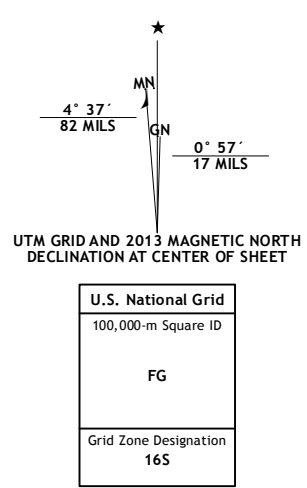 ★
MN
4° 37´
82 MILS
GN
0° 57´
17 MILS
UTM GRID AND 2013 MAGNETIC NORTH
DECLINATION AT CENTER OF SHEET
U.S. National Grid
100,000-m Square ID
FG
Grid Zone Designation
16S